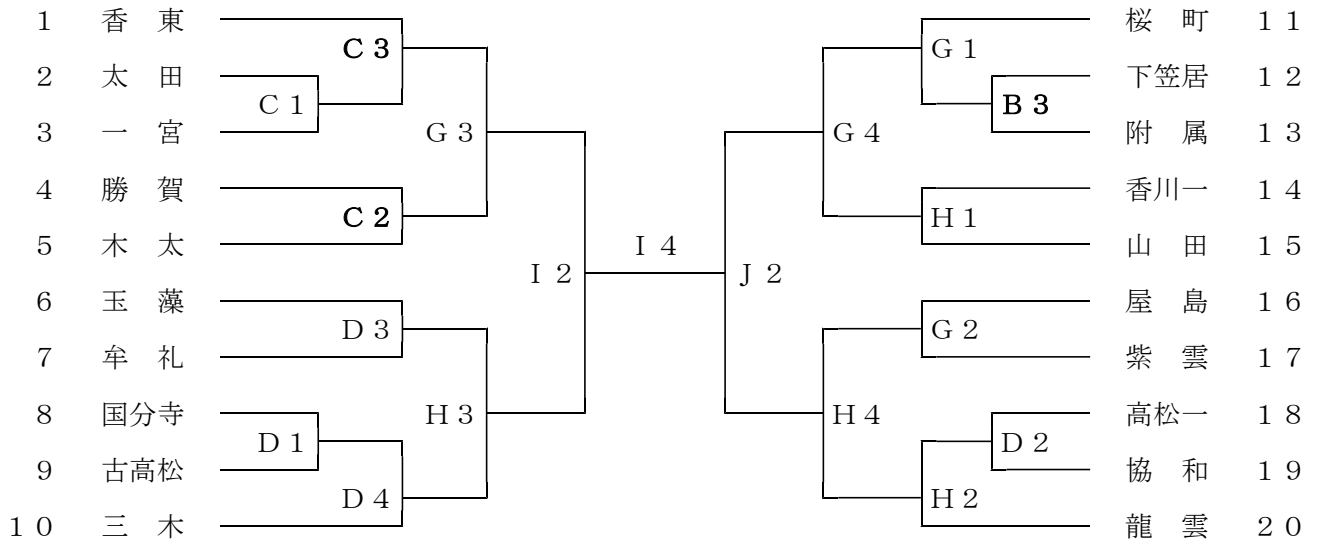 1 香 東 桜 町 11
C3 G1
2 太 田 下笠居 12
C1 B3
3 一 宮 G3 G4 附 属 13
4 勝 賀 香川一 14
C2 H1
5 木 太 I4 山 田 15
I2 J2
6 玉 藻 屋 島 16
D3 G2
7 牟 礼 紫 雲 17
8 国分寺 H3 H4 高松一 18
D1 D2
9 古高松 協 和 19
D4 H2
10 三 木 龍 雲 20